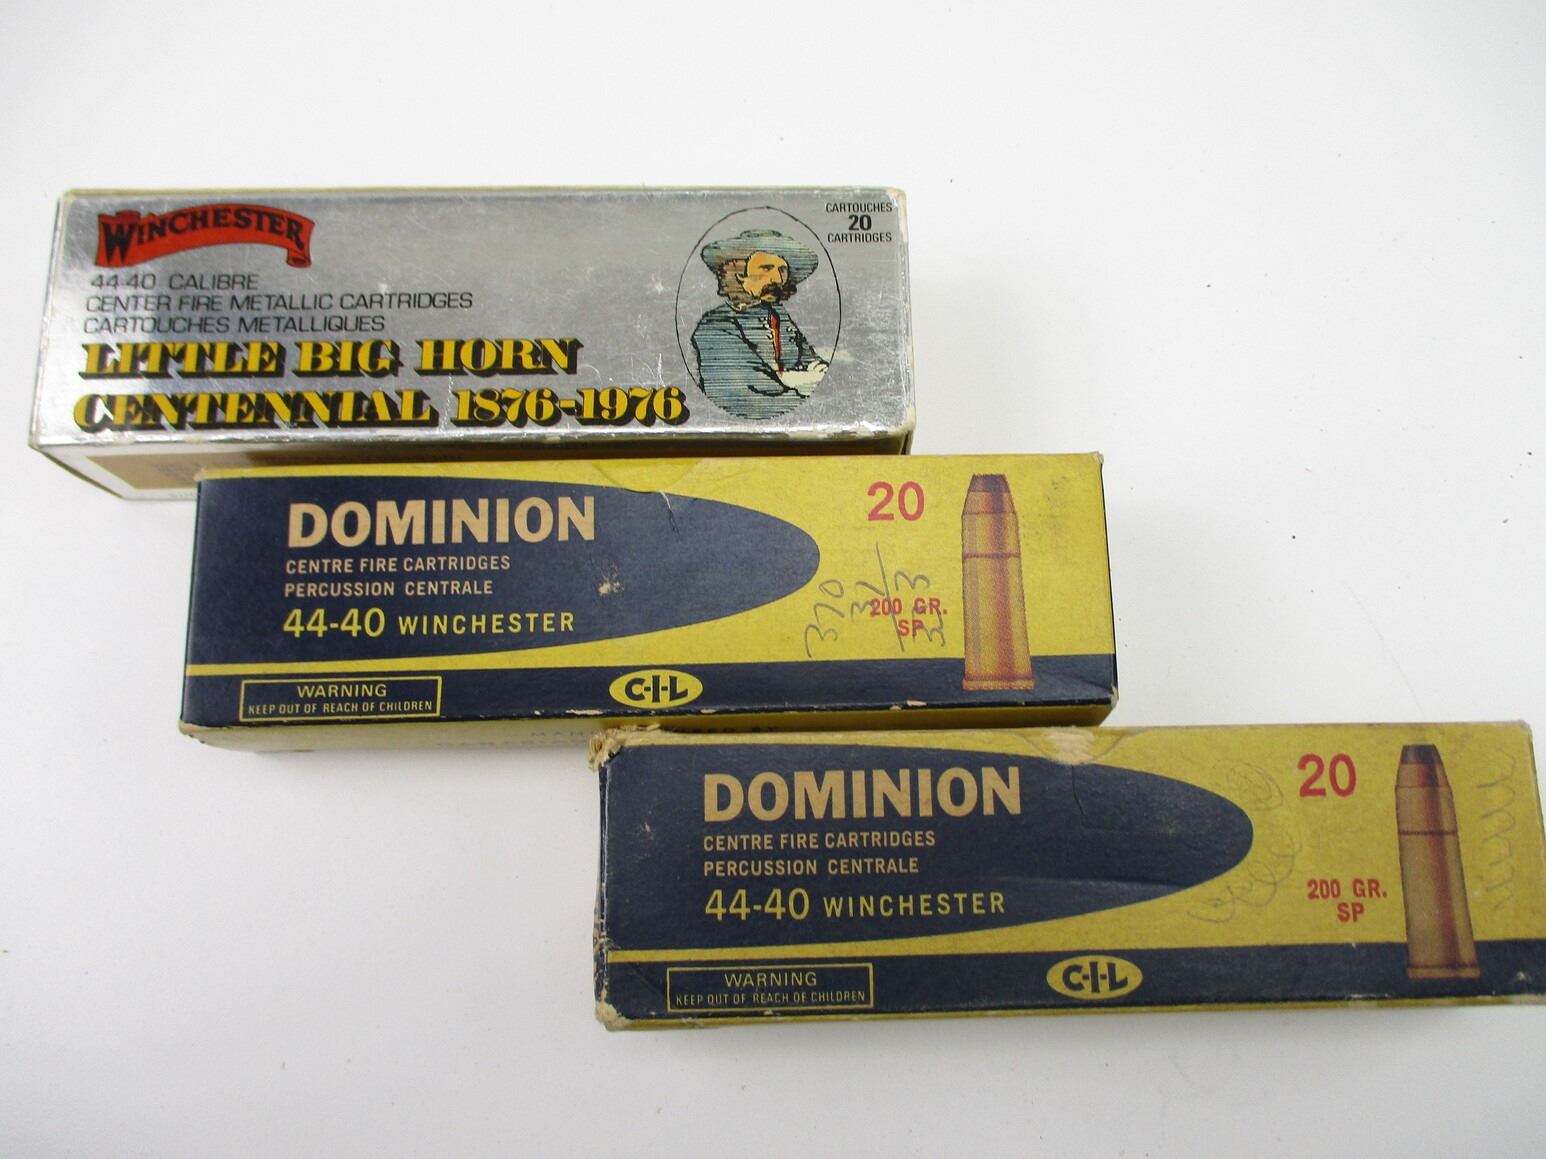 WINCHESTER
44-40 CALIBRE
CENTER FIRE METALLIC CARTRIDGES
CARTOUCHES METALLIQUES
LITTLE BIG HORN
CENTENNIAL 1876-1976
CARTOUCHES
20
CARTRIDGES
DOMINION
CENTRE FIRE CARTRIDGES
PERCUSSION CENTRALE
44-40 WINCHESTER
20
370
37
200 GR.
SP
WARNING
KEEP OUT OF REACH OF CHILDREN
C-I-L
DOMINION
CENTRE FIRE CARTRIDGES
PERCUSSION CENTRALE
44-40 WINCHESTER
20
200 GR.
SP
WARNING
KEEP OUT OF REACH OF CHILDREN
C-I-L